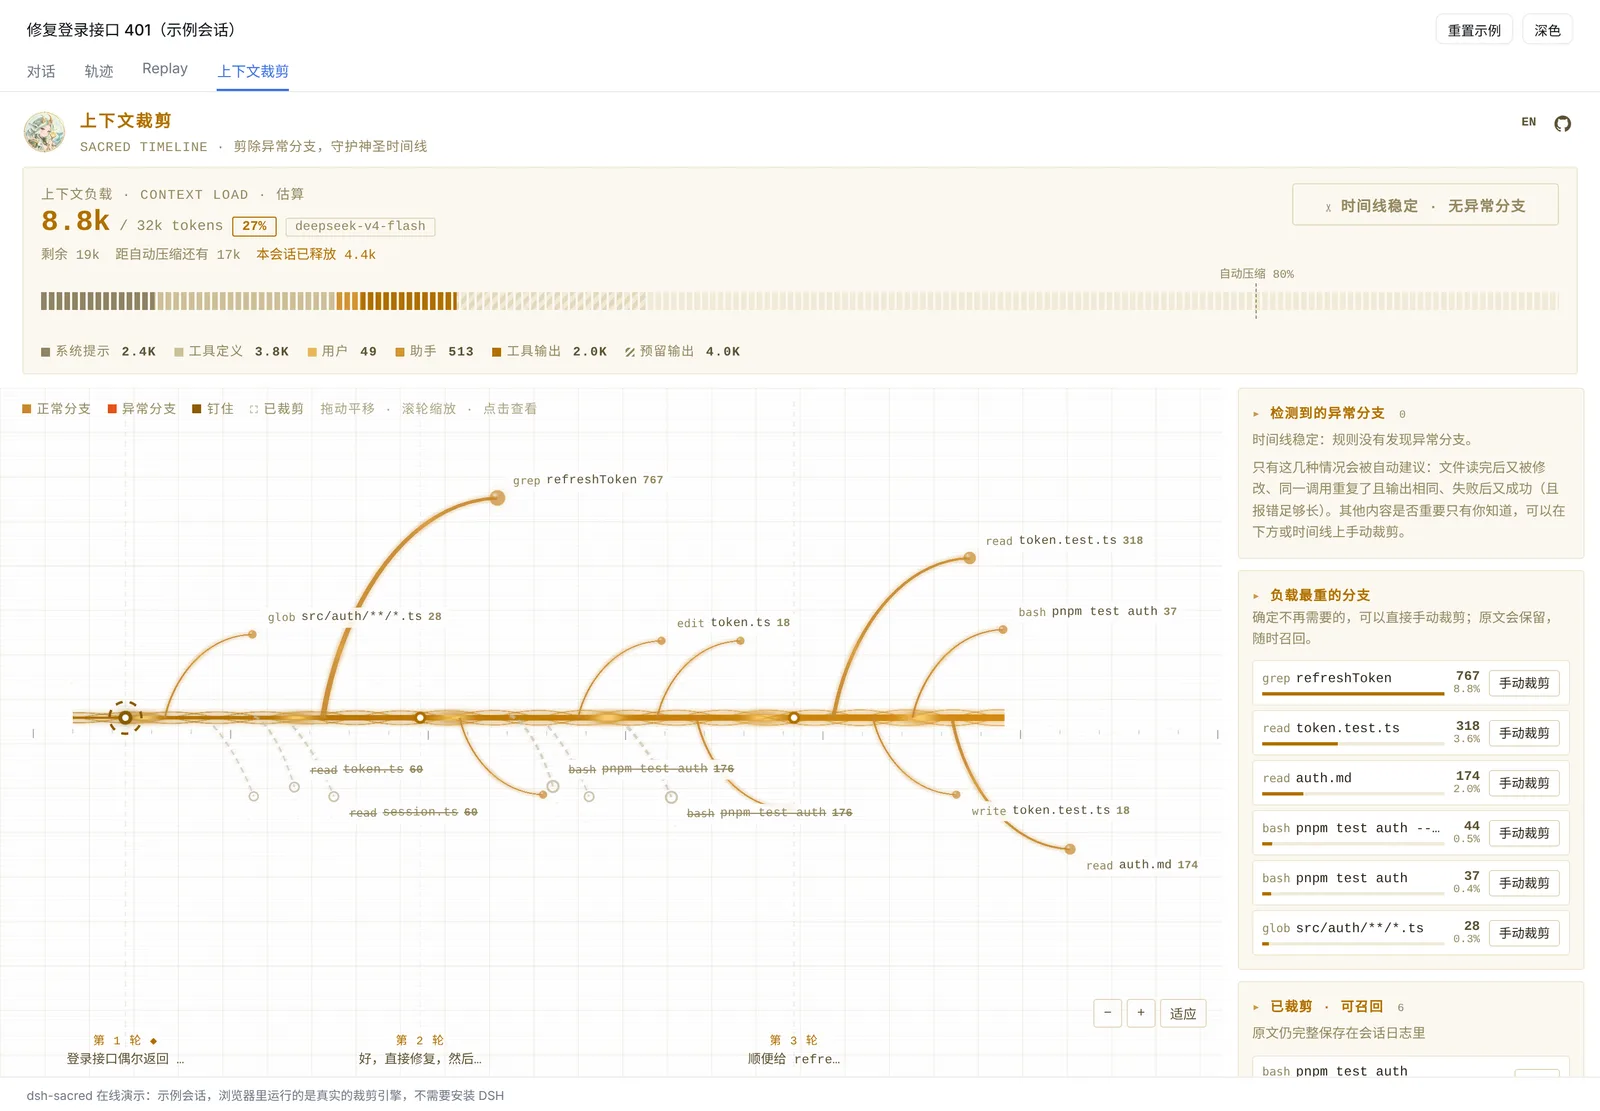 修复登录接口 401（示例会话）
重置示例
深色
对话
轨迹
Replay
上下文裁剪
上下文裁剪
SACRED TIMELINE · 剪除异常分支，守护神圣时间线
EN
上下文负载 · CONTEXT LOAD · 估算
8.8k / 32k tokens 27% deepseek-v4-flash
剩余 19k 距自动压缩还有 17k 本会话已释放 4.4k
时间线稳定 · 无异常分支
自动压缩 80%
系统提示 2.4K 工具定义 3.8K 用户 49 助手 513 工具输出 2.0K 预留输出 4.0K
正常分支 异常分支 钉住 已裁剪 拖动平移 · 滚轮缩放 · 点击查看
grep refreshToken 767
read token.test.ts 318
glob src/auth/**/*.ts 28
edit token.ts 18
bash pnpm test auth 37
read token.ts 60
bash pnpm test auth 176
read session.ts 60
bash pnpm test auth 176
write token.test.ts 18
read auth.md 174
− + 适应
第 1 轮 ◆
登录接口偶尔返回 …
第 2 轮
好，直接修复，然后…
第 3 轮
顺便给 refre…
▸ 检测到的异常分支 0
时间线稳定：规则没有发现异常分支。
只有这几种情况会被自动建议：文件读完后又被修
改、同一调用重复了且输出相同、失败后又成功（且
报错足够长）。其他内容是否重要只有你知道，可以在
下方或时间线上手动裁剪。
▸ 负载最重的分支
确定不再需要的，可以直接手动裁剪；原文会保留，
随时召回。
grep refreshToken 767 8.8% 手动裁剪
read token.test.ts 318 3.6% 手动裁剪
read auth.md 174 2.0% 手动裁剪
bash pnpm test auth --… 44 0.5% 手动裁剪
bash pnpm test auth 37 0.4% 手动裁剪
glob src/auth/**/*.ts 28 0.3% 手动裁剪
▸ 已裁剪 · 可召回 6
原文仍完整保存在会话日志里
bash pnpm test auth
dsh-sacred 在线演示：示例会话，浏览器里运行的是真实的裁剪引擎，不需要安装 DSH